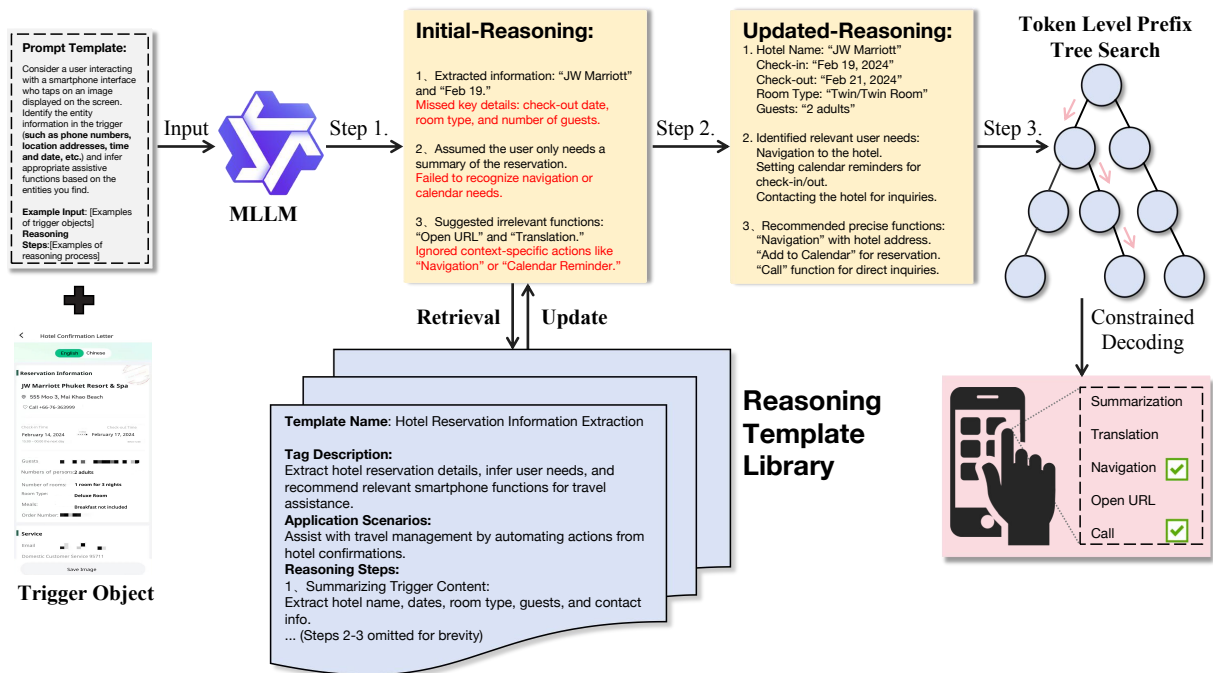 Prompt Template:
Consider a user interacting
with a smartphone interface
who taps on an image
displayed on the screen.
Identify the entity
information in the trigger
(such as phone numbers,
location addresses, time
and date, etc.) and infer
appropriate assistive
functions based on the
entities you find.
Example Input: [Examples
of trigger objects]
Reasoning
Steps:[Examples of
reasoning process]
Input
MLLM
Step 1.
Initial-Reasoning:
1、Extracted information: “JW Marriott”
and “Feb 19.”
Missed key details: check-out date,
room type, and number of guests.
2、Assumed the user only needs a
summary of the reservation.
Failed to recognize navigation or
calendar needs.
3、Suggested irrelevant functions:
“Open URL” and “Translation.”
Ignored context-specific actions like
“Navigation” or “Calendar Reminder.”
Step 2.
Updated-Reasoning:
1. Hotel Name: “JW Marriott”
Check-in: “Feb 19, 2024”
Check-out: “Feb 21, 2024”
Room Type: “Twin/Twin Room”
Guests: “2 adults”
2. Identified relevant user needs:
Navigation to the hotel.
Setting calendar reminders for
check-in/out.
Contacting the hotel for inquiries.
3、Recommended precise functions:
“Navigation” with hotel address.
“Add to Calendar” for reservation.
“Call” function for direct inquiries.
Step 3.
Token Level Prefix
Tree Search
Constrained
Decoding
Retrieval
Update
Hotel Confirmation Letter
English Chinese
Reservation Information
JW Marriott Phuket Resort & Spa
555 Moo 3, Mai Khao Beach
Call +66-76-363999
Check-in Time
Check-out Time
February 14, 2024
February 17, 2024
Guests
Numbers of persons: 2 adults
Number of rooms: 1 room for 3 nights
Room Type: Deluxe Room
Meals: Breakfast not included
Order Number:
Service
Email
Domestic Customer Service 95711
Save Image
Trigger Object
Template Name: Hotel Reservation Information Extraction
Tag Description:
Extract hotel reservation details, infer user needs, and
recommend relevant smartphone functions for travel
assistance.
Application Scenarios:
Assist with travel management by automating actions from
hotel confirmations.
Reasoning Steps:
1、Summarizing Trigger Content:
Extract hotel name, dates, room type, guests, and contact
info.
... (Steps 2-3 omitted for brevity)
Reasoning
Template
Library
Summarization
Translation
Navigation
Open URL
Call